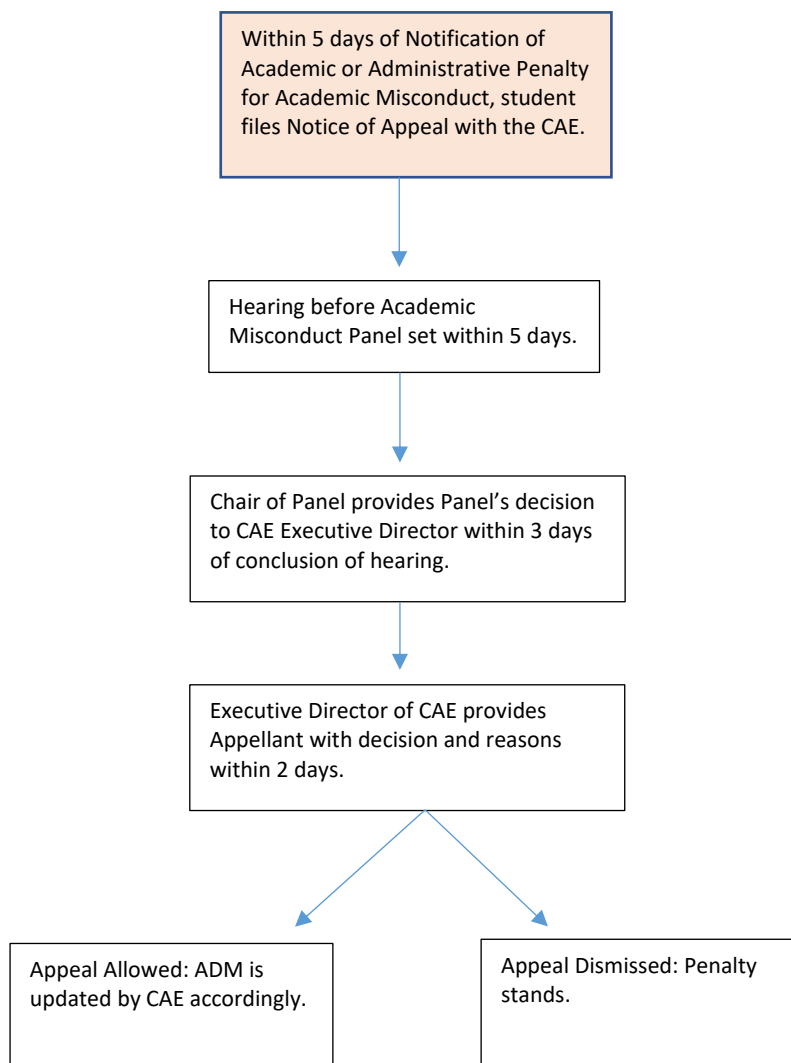 Within 5 days of Notification of
Academic or Administrative Penalty
for Academic Misconduct, student
files Notice of Appeal with the CAE.
Hearing before Academic
Misconduct Panel set within 5 days.
Chair of Panel provides Panel’s decision
to CAE Executive Director within 3 days
of conclusion of hearing.
Executive Director of CAE provides
Appellant with decision and reasons
within 2 days.
Appeal Allowed: ADM is
updated by CAE accordingly.
Appeal Dismissed: Penalty
stands.